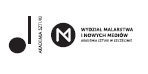 AKADEMIA SZTUKI
WYDZIAŁ MALARSTWA
I NOWYCH MEDIÓW
AKADEMIA SZTUKI W SZCZECINIE